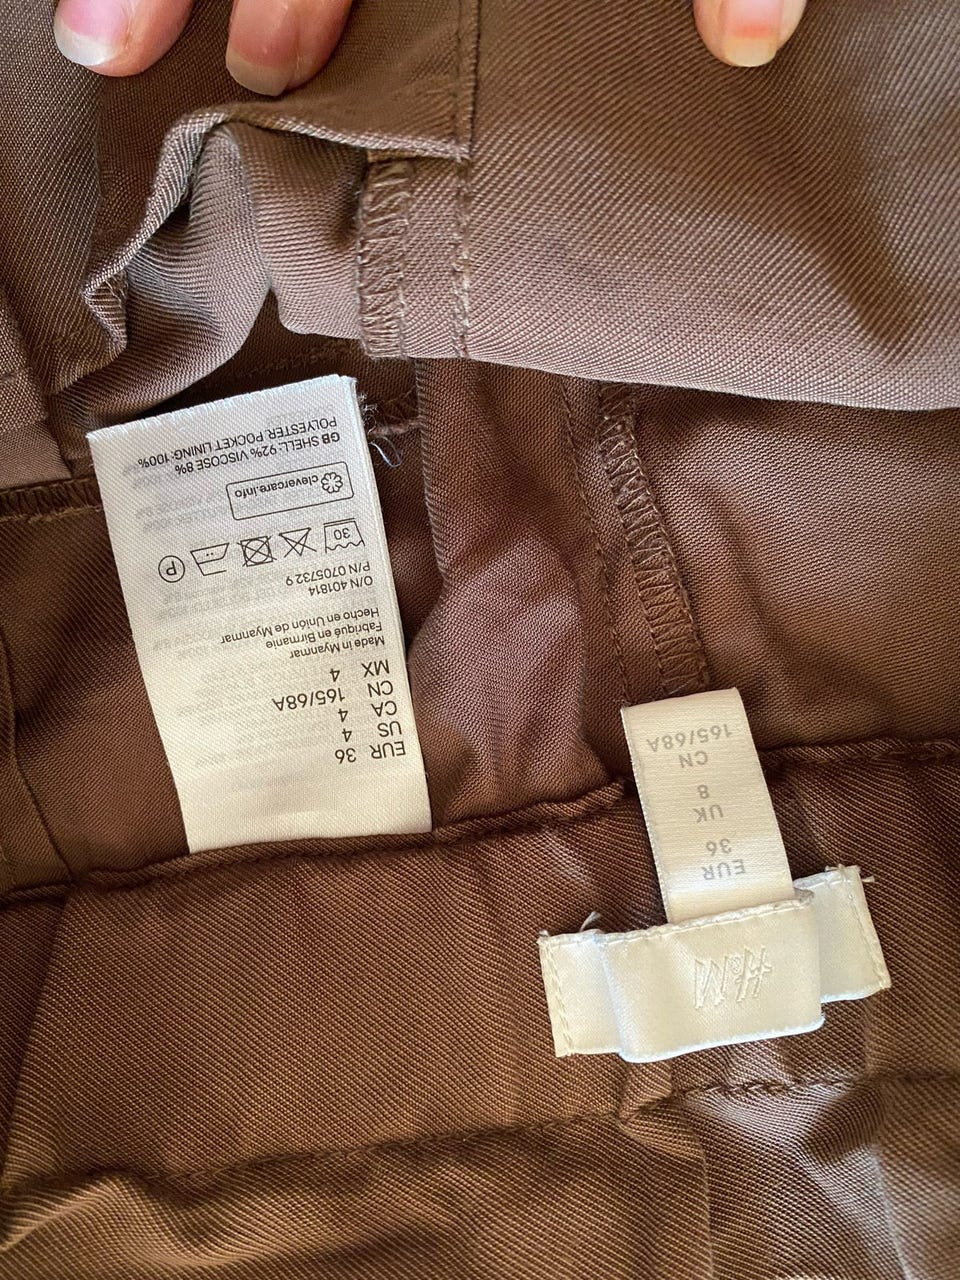 H&M
EUR
36
UK
8
CN
165/68A
EUR 36
US 4
CA 4
CN 165/68A
MX 4
Made in Myanmar
Fabriqué en Birmanie
Hecho en Unión de Myanmar
O/N 401814
P/N 0705732 9
30 P
clevercare.info
GB SHELL: 92% VISCOSE 8%
POLYESTER. POCKET LINING: 100%